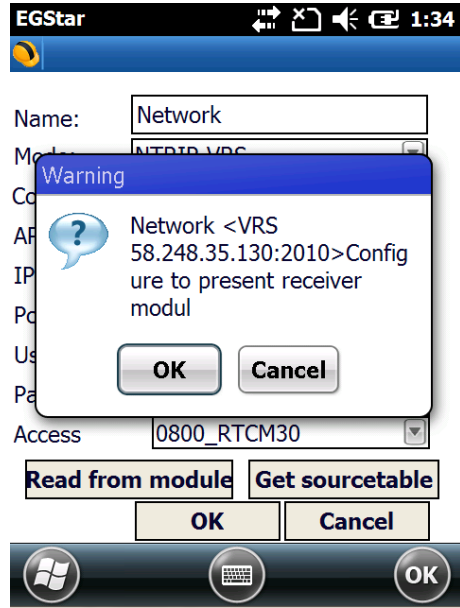 EGStar 1:34
Name: Network
Warning
Network <VRS
58.248.35.130:2010>Config
ure to present receiver
modul
OK Cancel
Access 0800_RTCM30
Read from module Get sourcetable
OK Cancel
OK